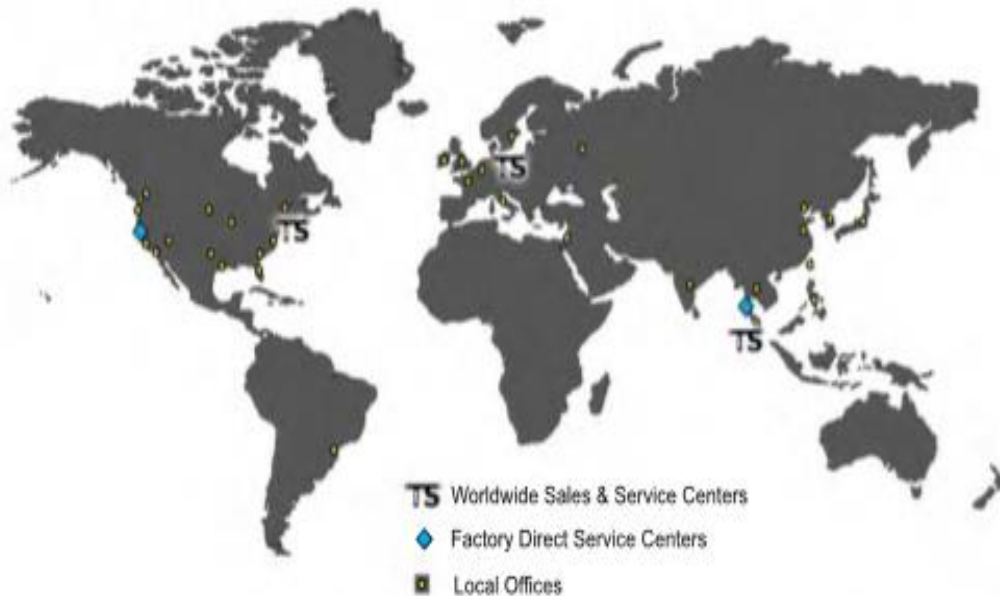 TS
TS
TS
TS Worldwide Sales & Service Centers
Factory Direct Service Centers
Local Offices